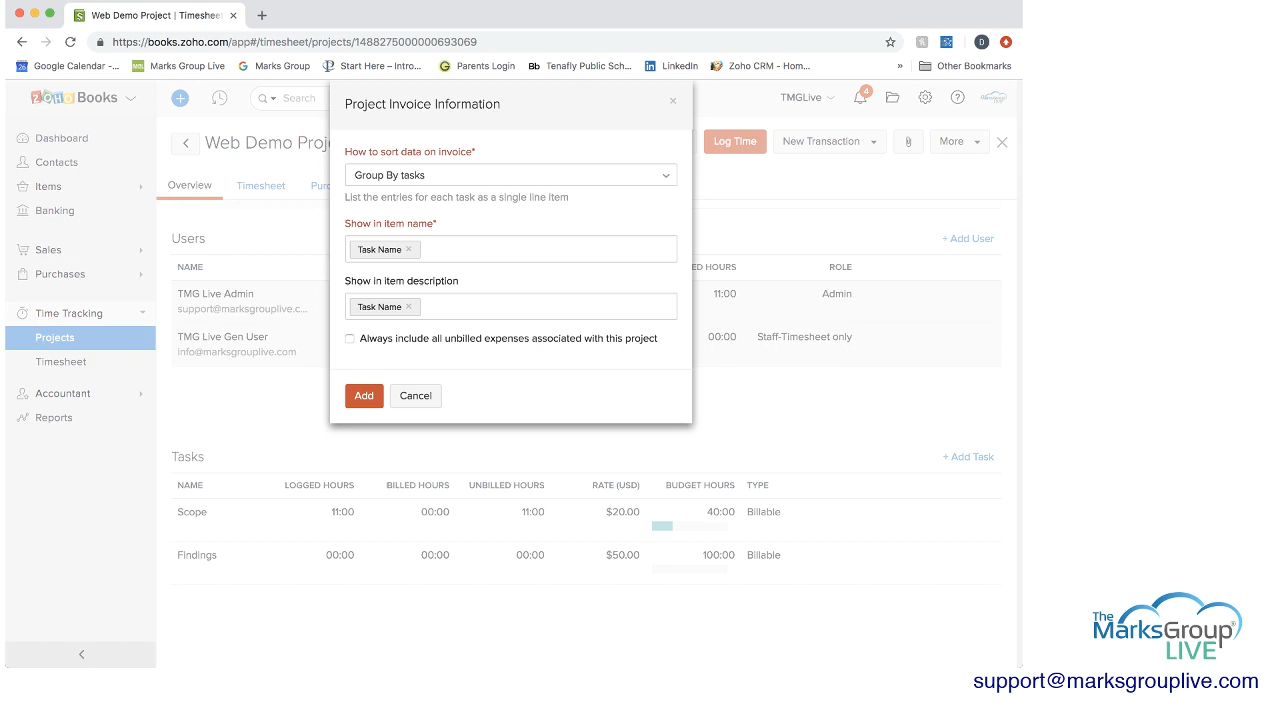 Web Demo Project | Timesheet
https://books.zoho.com/app#/timesheet/projects/1488275000000693069
D
26 Google Calendar -...
Marks Group Live
G Marks Group
Start Here – Intro...
Parents Login
Bb Tenafly Public Sch...
in LinkedIn
Zoho CRM - Hom...
»
Other Bookmarks
ZOHO Books
Search
TMGLive
4
Project Invoice Information
Dashboard
Contacts
Items
Banking
Sales
Purchases
Time Tracking
Projects
Timesheet
Accountant
Reports
Web Demo Proje
Log Time
New Transaction
More
Overview
Timesheet
Pur
How to sort data on invoice*
Group By tasks
List the entries for each task as a single line item
Show in item name*
Task Name ×
Show in item description
Task Name ×
Always include all unbilled expenses associated with this project
Add
Cancel
Users
+ Add User
NAME
ED HOURS
ROLE
TMG Live Admin
11:00
Admin
support@marksgrouplive.c...
TMG Live Gen User
00:00
Staff-Timesheet only
info@marksgrouplive.com
Tasks
+ Add Task
NAME LOGGED HOURS BILLED HOURS UNBILLED HOURS RATE (USD) BUDGET HOURS TYPE
Scope 11:00 00:00 11:00 $20.00 40:00 Billable
Findings 00:00 00:00 00:00 $50.00 100:00 Billable
The
MarksGroup®
LIVE
support@marksgrouplive.com